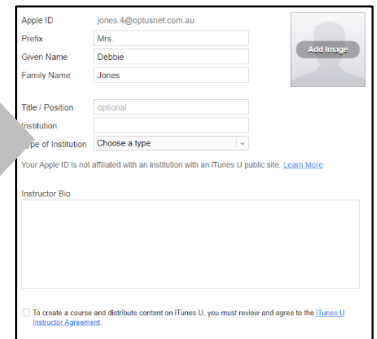 Apple ID jones.4@optusnet.com.au
Prefix Mrs.
Add Image
Given Name Debbie
Family Name Jones
Title / Position optional
Institution
Type of Institution Choose a type
Your Apple ID is not affiliated with an institution with an iTunes U public site. Learn More
Instructor Bio
To create a course and distribute content on iTunes U, you must review and agree to the iTunes U
Instructor Agreement.